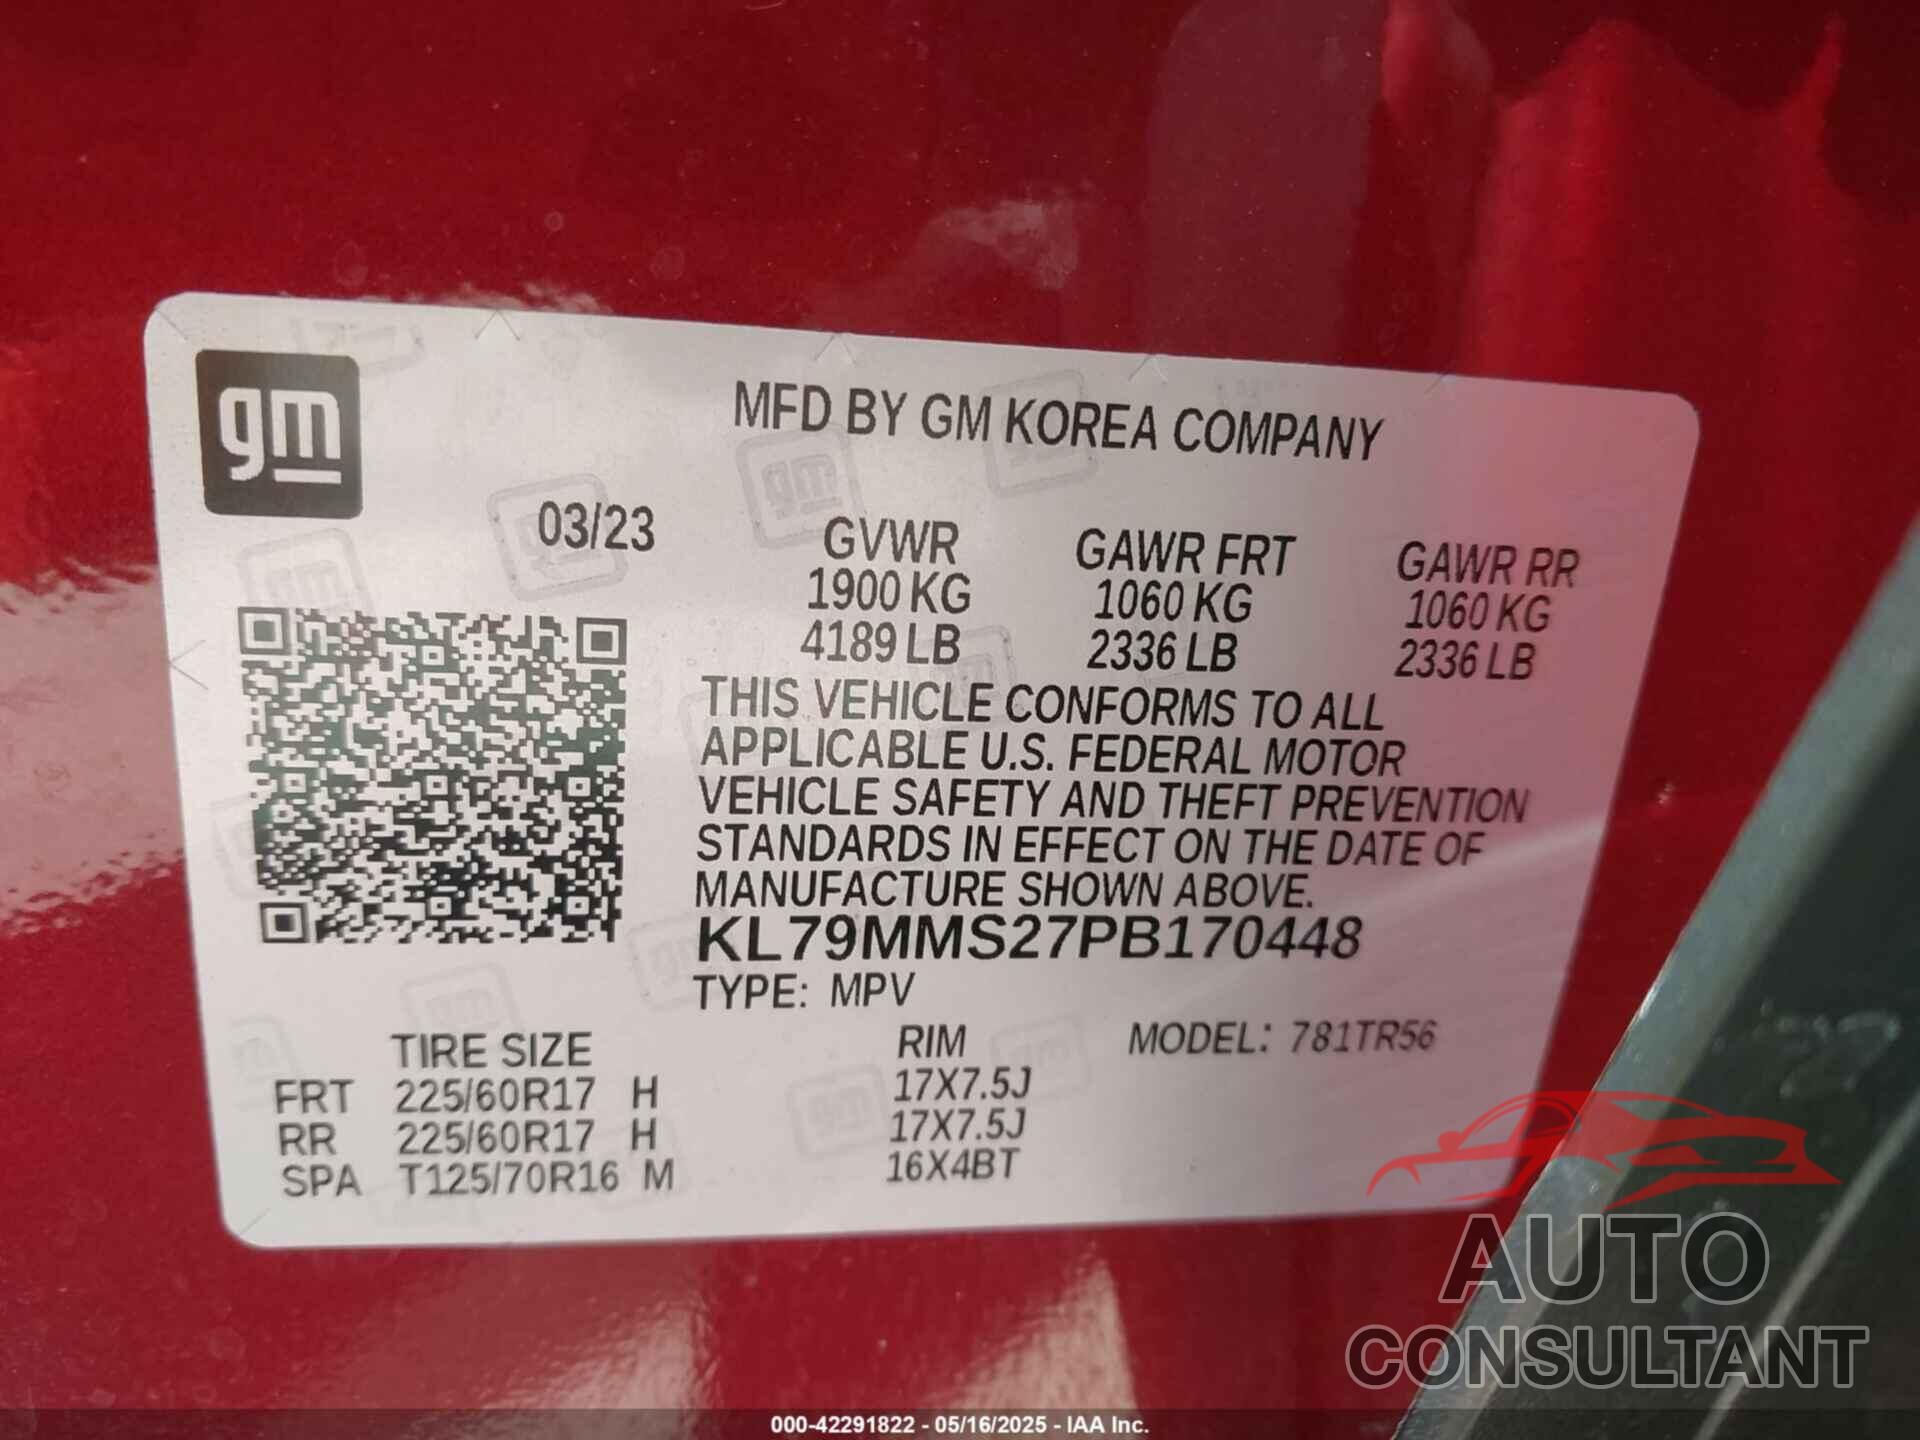 gm
MFD BY GM KOREA COMPANY
03/23
GVWR GAWR FRT GAWR RR
1900 KG 1060 KG 1060 KG
4189 LB 2336 LB 2336 LB
THIS VEHICLE CONFORMS TO ALL
APPLICABLE U.S. FEDERAL MOTOR
VEHICLE SAFETY AND THEFT PREVENTION
STANDARDS IN EFFECT ON THE DATE OF
MANUFACTURE SHOWN ABOVE.
KL79MMS27PB170448
TYPE: MPV
TIRE SIZE RIM MODEL: 781TR56
FRT 225/60R17 H 17X7.5J
RR 225/60R17 H 17X7.5J
SPA T125/70R16 M 16X4BT
AUTO
CONSULTANT
000-42291822 - 05/16/2025 - IAA Inc.